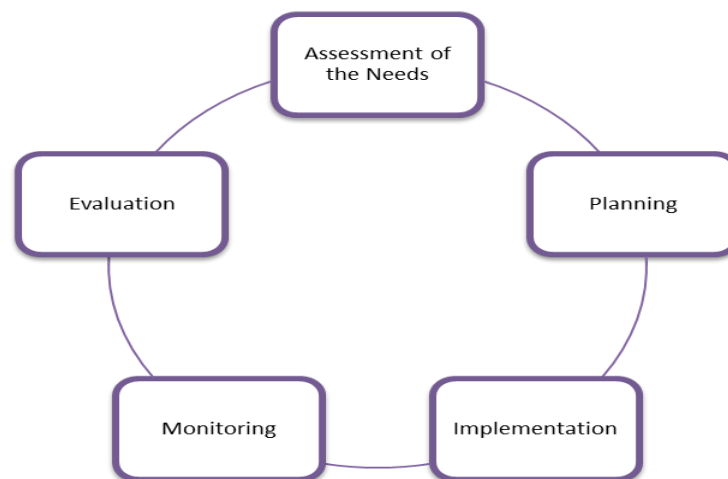 Assessment of
the Needs
Planning
Implementation
Monitoring
Evaluation